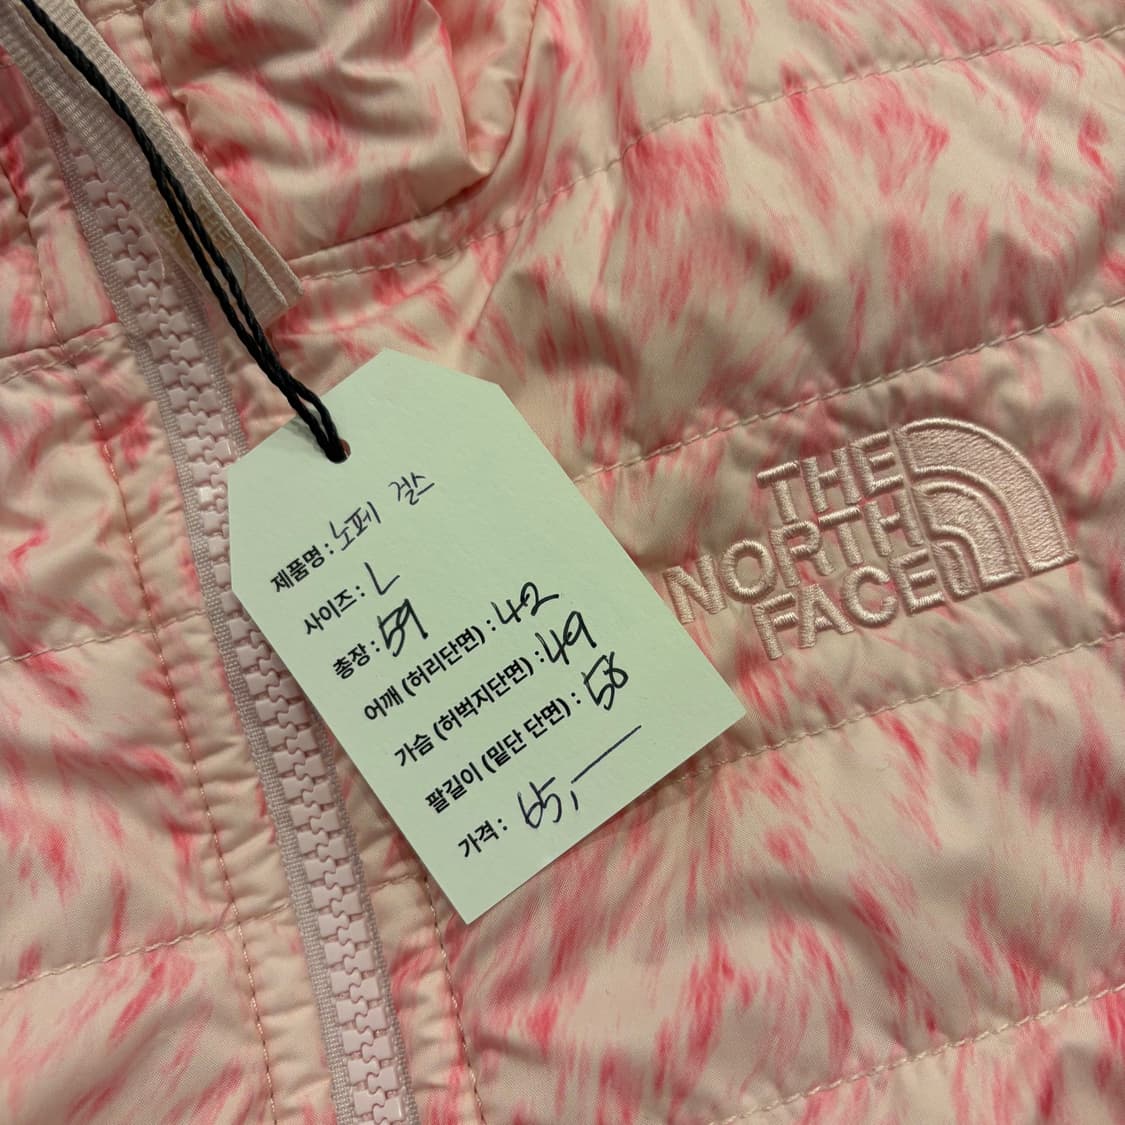 제품명 : 노페 걸스
사이즈 : L
총장 : 59
어깨 (허리단면) : 42
가슴 (허벅지단면) : 49
팔길이 (밑단 단면) : 58
가격 : 65,—
THE
NORTH
FACE